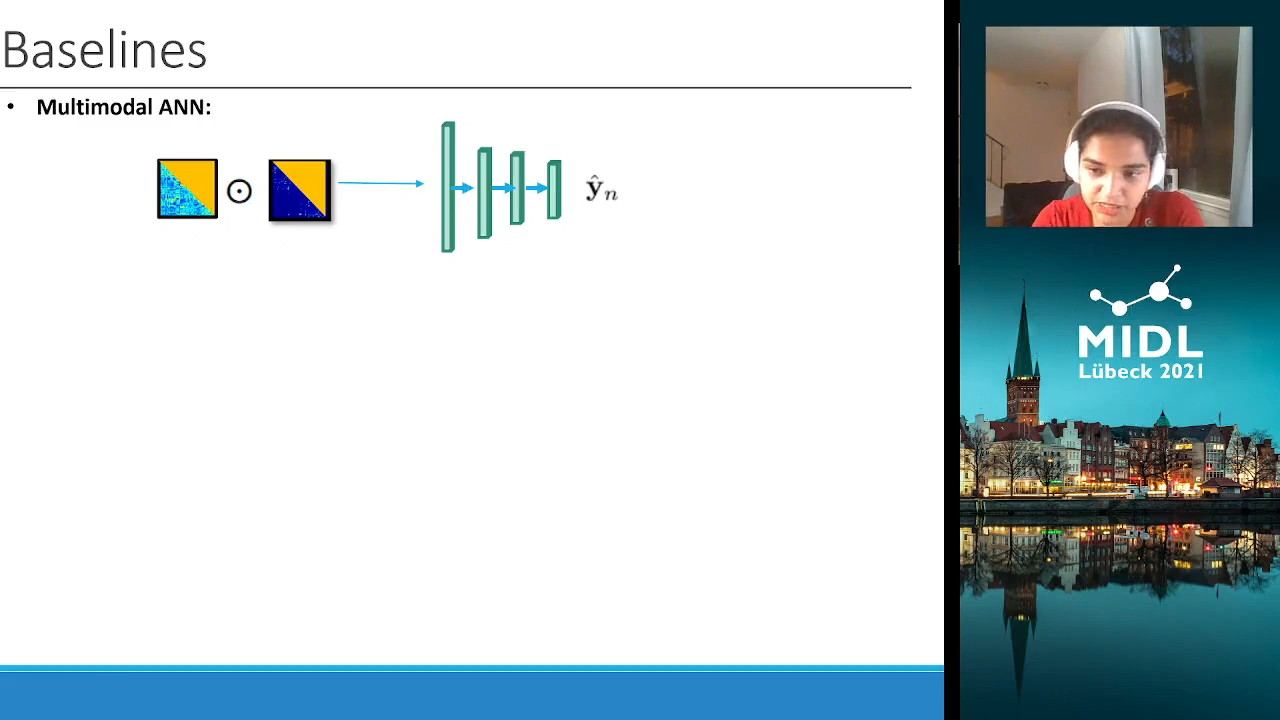 Baselines
• Multimodal ANN:
⊙
ŷₙ
MIDL
Lübeck 2021